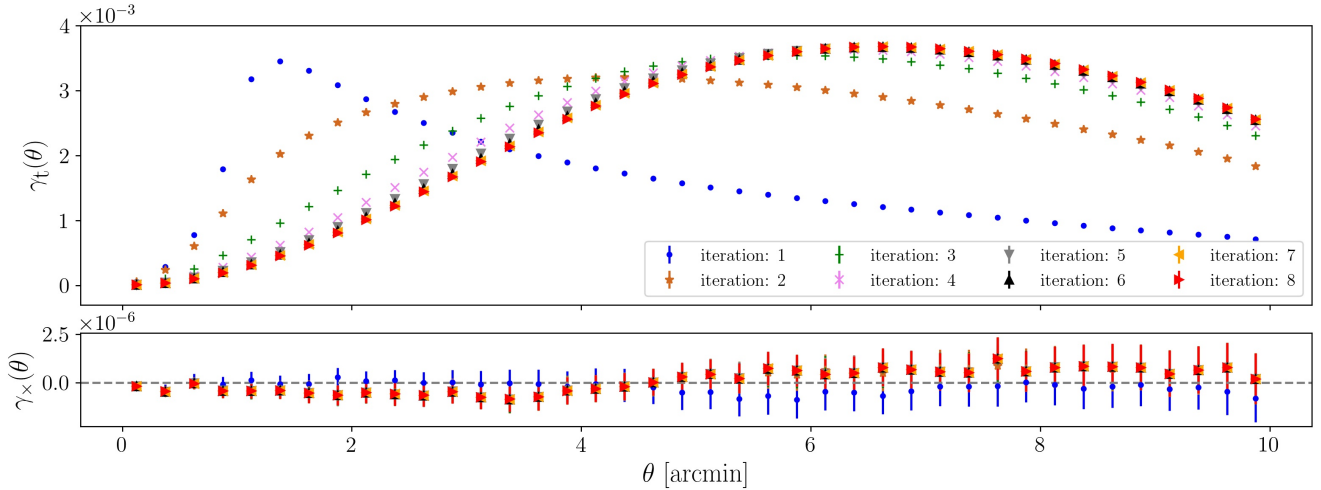 ×10⁻³
4
3
2
1
0
γt(θ)
iteration: 1 iteration: 3 iteration: 5 iteration: 7
iteration: 2 iteration: 4 iteration: 6 iteration: 8
×10⁻⁶
2.5
0.0
γ×(θ)
0 2 4 6 8 10
θ [arcmin]